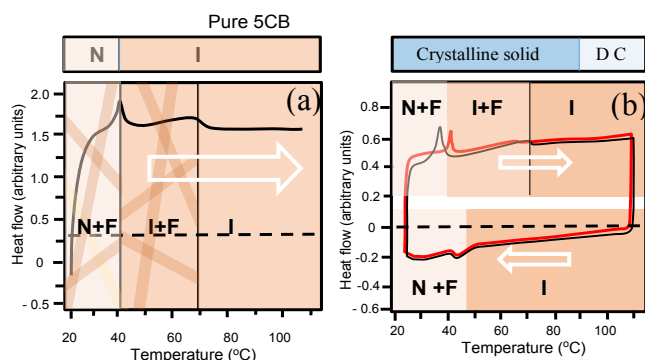 Pure 5CB
N I
Crystalline solid D C
(a)
2.0
1.5
1.0
0.5
0
- 0.5
Heat flow (arbitrary units)
N+F I+F I
20 40 60 80 100
Temperature (ºC)
N+F I+F I
(b)
0.8
0.6
0.4
0.2
0
- 0.2
- 0.4
- 0.6
Heat flow (arbitrary units)
N +F I
20 40 60 80 100
Temperature (ºC)